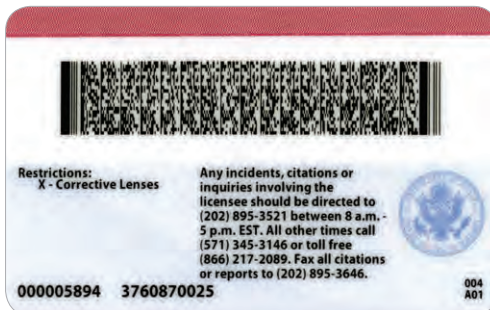 Restrictions:
X - Corrective Lenses
Any incidents, citations or
inquiries involving the
licensee should be directed to
(202) 895-3521 between 8 a.m. -
5 p.m. EST. All other times call
(571) 345-3146 or toll free
(866) 217-2089. Fax all citations
or reports to (202) 895-3646.
000005894 3760870025
004
A01